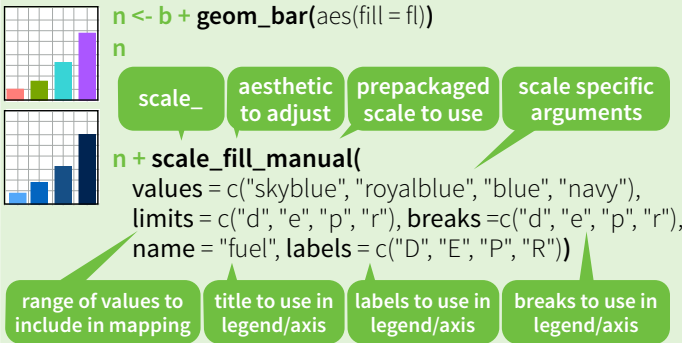 n <- b + geom_bar(aes(fill = fl))
n
scale_
aesthetic
to adjust
prepackaged
scale to use
scale specific
arguments
n + scale_fill_manual(
values = c("skyblue", "royalblue", "blue", "navy"),
limits = c("d", "e", "p", "r"), breaks =c("d", "e", "p", "r"),
name = "fuel", labels = c("D", "E", "P", "R"))
range of values to
include in mapping
title to use in
legend/axis
labels to use in
legend/axis
breaks to use in
legend/axis